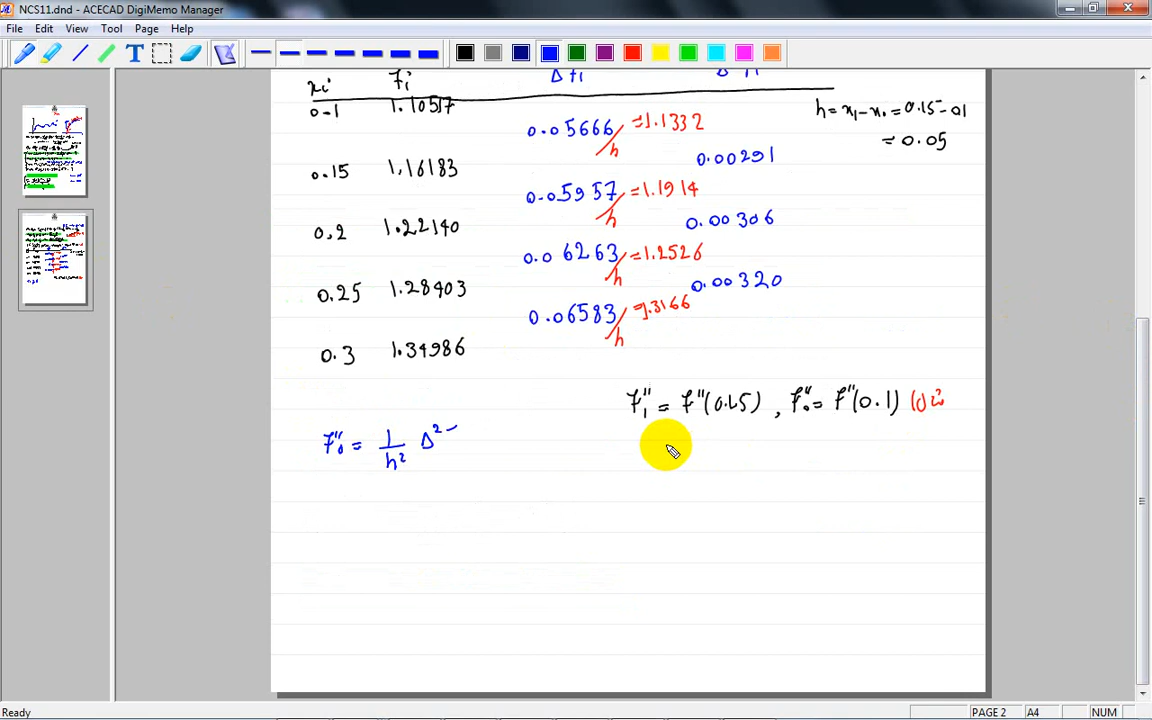 NCS11.dnd - ACECAD DigiMemo Manager
File Edit View Tool Page Help
xi fi Δfi Δ²fi
0.1 1.10517
h = x₁ - x₀ = 0.15 - 01
= 0.05
0.05666/h = 1.1332
0.00291
0.15 1.16183
0.05957/h = 1.1914
0.00306
0.2 1.22140
0.06263/h = 1.2526
0.00320
0.25 1.28403
0.06583/h = 1.3166
0.3 1.34986
f₁'' = f''(0.15), f₀'' = f''(0.1)
f₀'' = 1/h² Δ²
Ready PAGE 2 A4 NUM